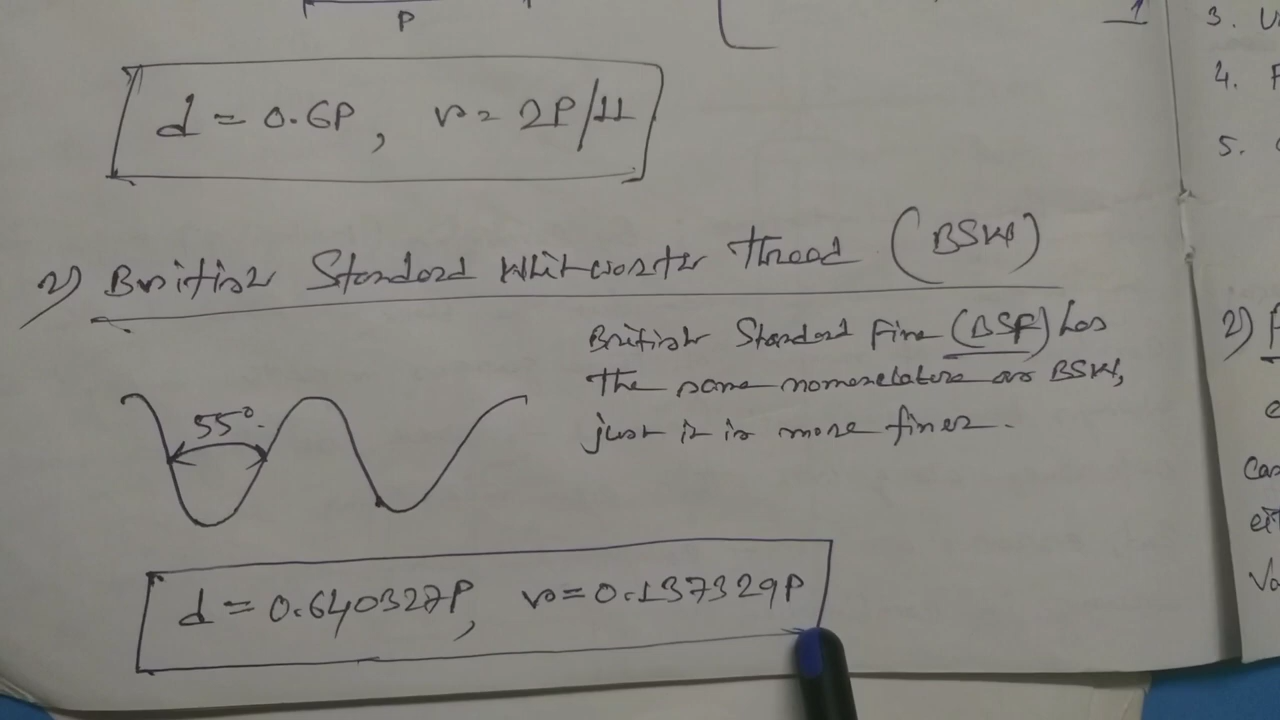 P
d = 0.6P, r = 2P/11
2) British Standard Whitworth Thread (BSW)
British Standard Fine (BSF) has
the same nomenclature as BSW,
just it is more finer.
55°
d = 0.640327P, r = 0.137329P
1
3. U
4. F
5.
2)